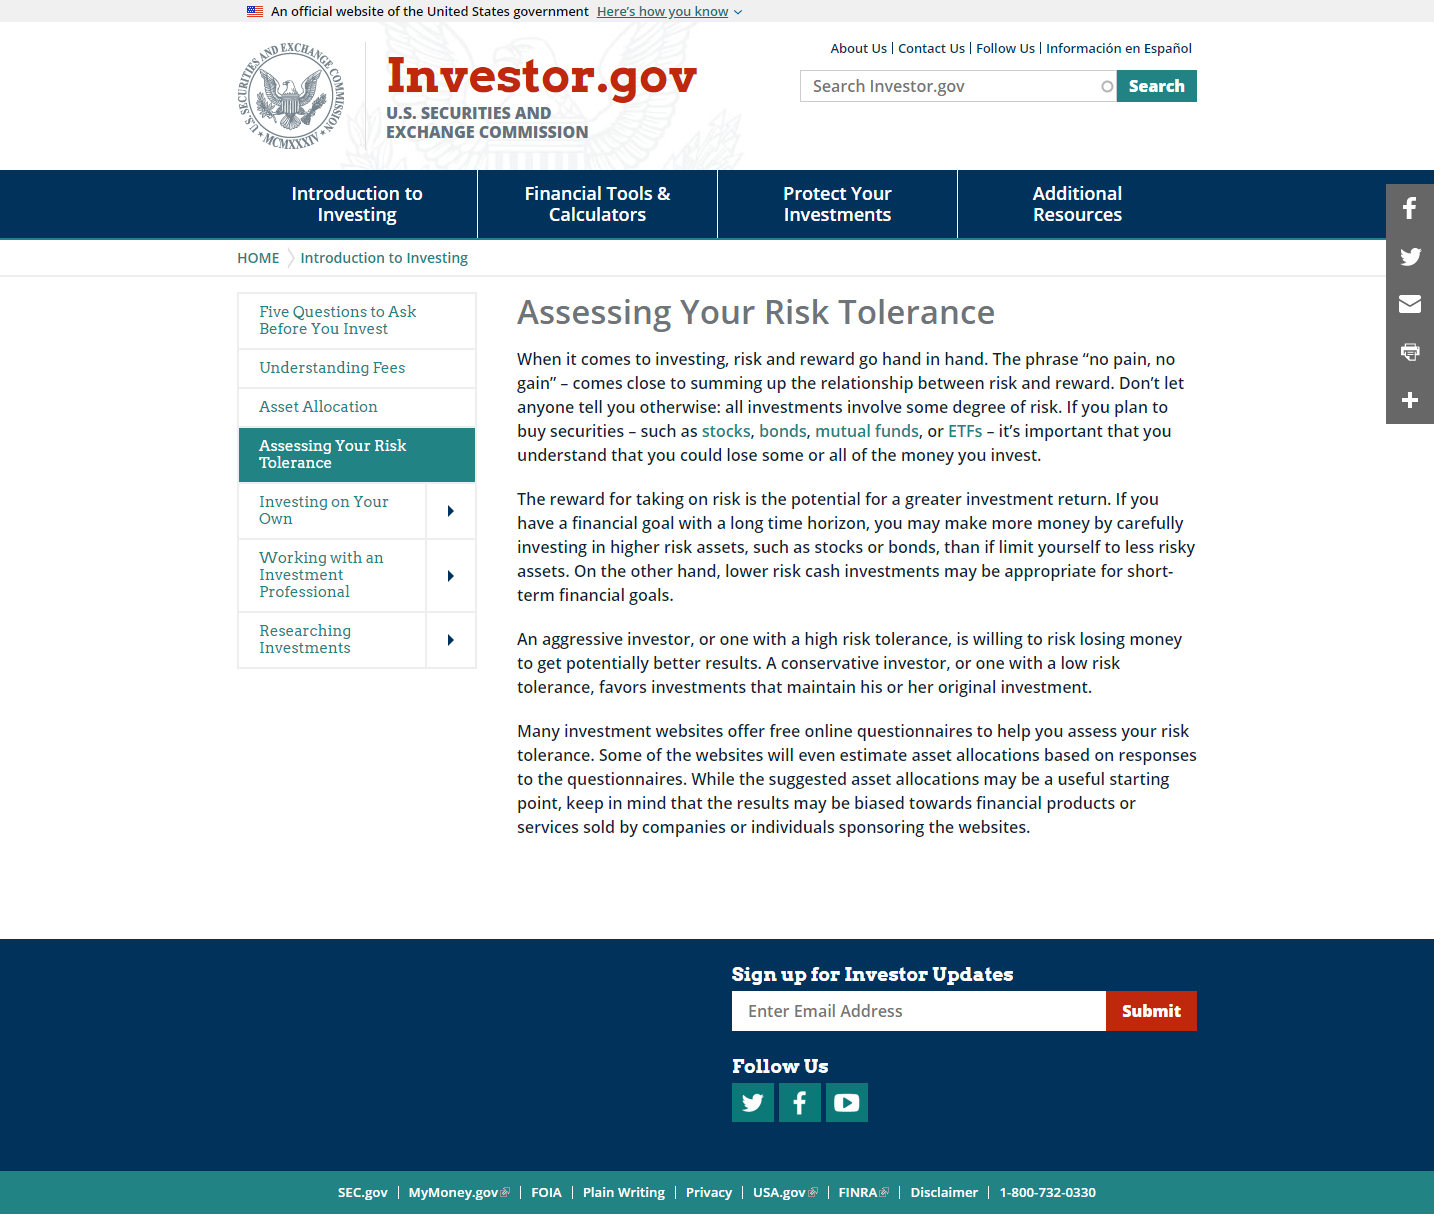 An official website of the United States government Here's how you know
About Us | Contact Us | Follow Us | Información en Español
SECURITIES AND EXCHANGE COMMISSION
U.S.
MCMXXXIV
Investor.gov
U.S. SECURITIES AND
EXCHANGE COMMISSION
Search Investor.gov
Search
Introduction to
Investing
Financial Tools &
Calculators
Protect Your
Investments
Additional
Resources
HOME
Introduction to Investing
Five Questions to Ask
Before You Invest
Understanding Fees
Asset Allocation
Assessing Your Risk
Tolerance
Investing on Your
Own
Working with an
Investment
Professional
Researching
Investments
Assessing Your Risk Tolerance
When it comes to investing, risk and reward go hand in hand. The phrase “no pain, no
gain” – comes close to summing up the relationship between risk and reward. Don’t let
anyone tell you otherwise: all investments involve some degree of risk. If you plan to
buy securities – such as stocks, bonds, mutual funds, or ETFs – it’s important that you
understand that you could lose some or all of the money you invest.
The reward for taking on risk is the potential for a greater investment return. If you
have a financial goal with a long time horizon, you may make more money by carefully
investing in higher risk assets, such as stocks or bonds, than if limit yourself to less risky
assets. On the other hand, lower risk cash investments may be appropriate for short-
term financial goals.
An aggressive investor, or one with a high risk tolerance, is willing to risk losing money
to get potentially better results. A conservative investor, or one with a low risk
tolerance, favors investments that maintain his or her original investment.
Many investment websites offer free online questionnaires to help you assess your risk
tolerance. Some of the websites will even estimate asset allocations based on responses
to the questionnaires. While the suggested asset allocations may be a useful starting
point, keep in mind that the results may be biased towards financial products or
services sold by companies or individuals sponsoring the websites.
Sign up for Investor Updates
Enter Email Address
Submit
Follow Us
SEC.gov | MyMoney.gov | FOIA | Plain Writing | Privacy | USA.gov | FINRA | Disclaimer | 1-800-732-0330